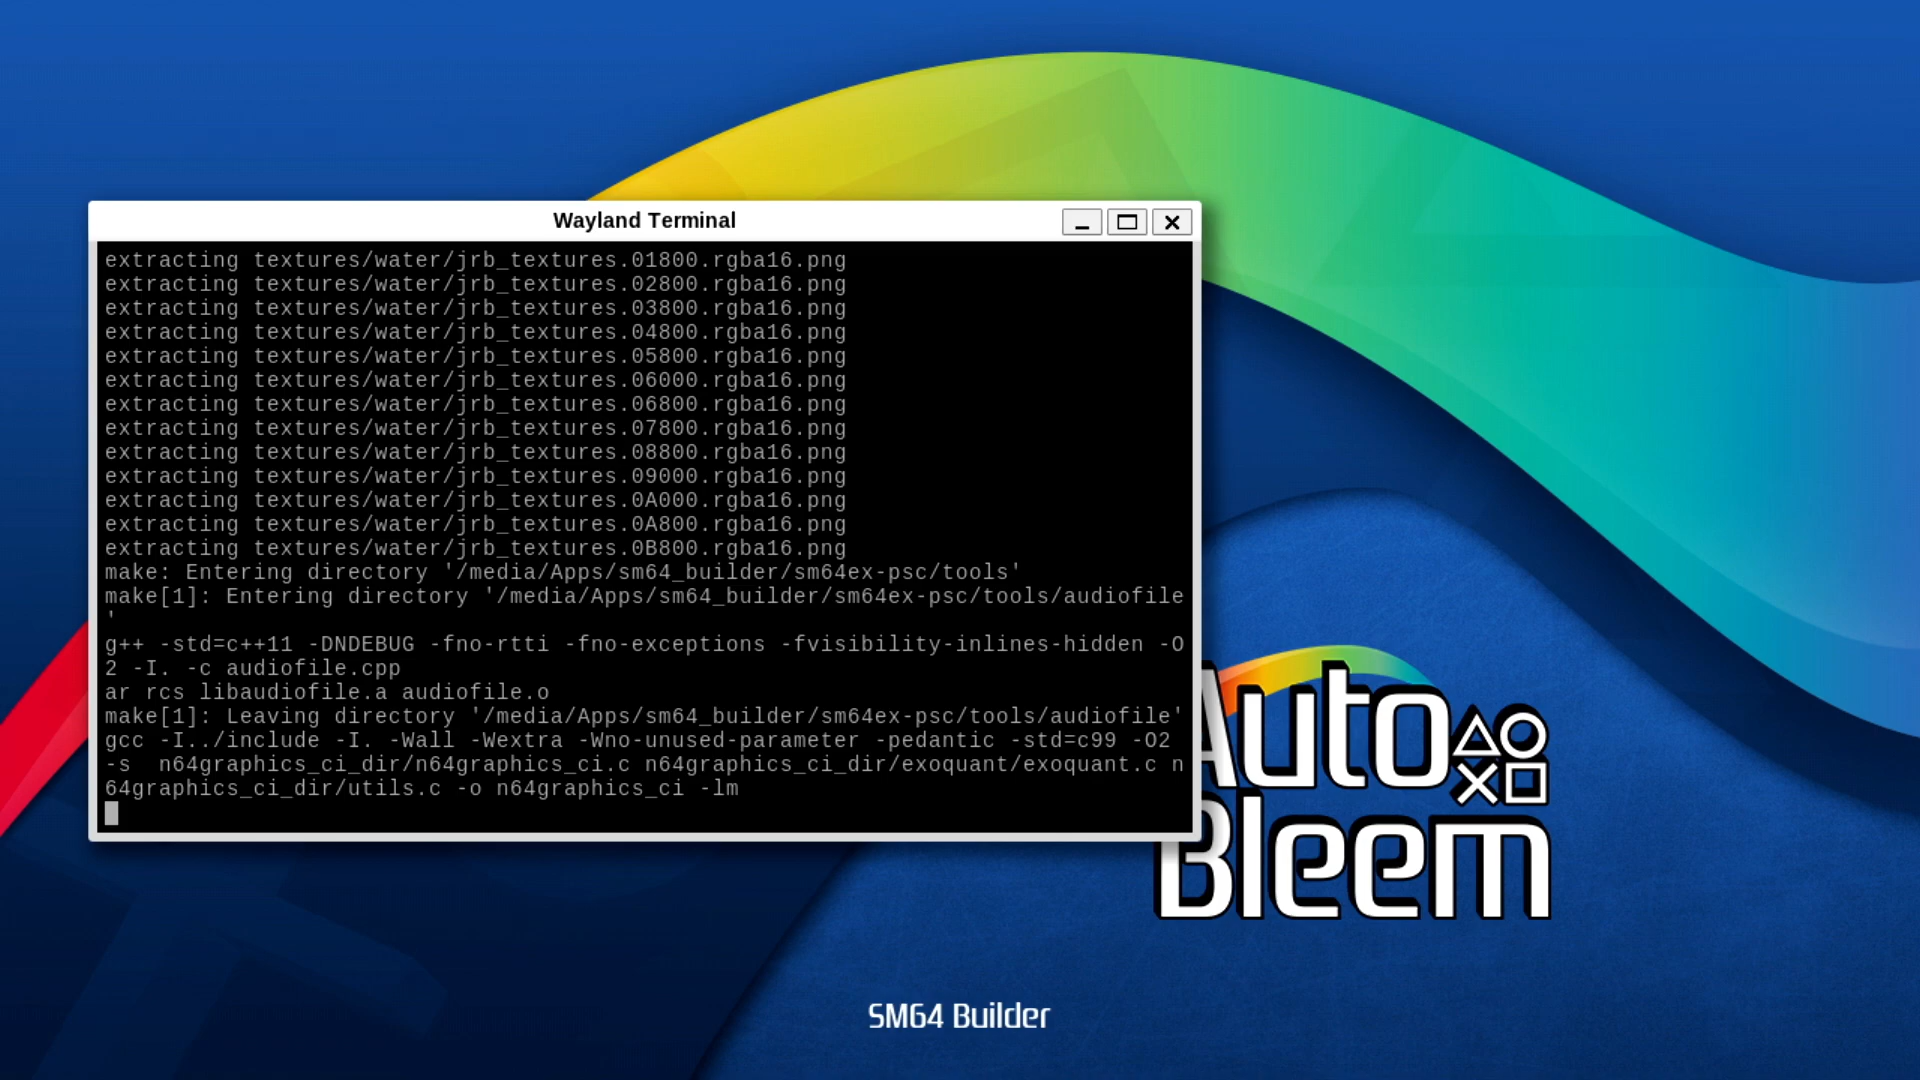 Wayland Terminal
extracting textures/water/jrb_textures.01800.rgba16.png
extracting textures/water/jrb_textures.02800.rgba16.png
extracting textures/water/jrb_textures.03800.rgba16.png
extracting textures/water/jrb_textures.04800.rgba16.png
extracting textures/water/jrb_textures.05800.rgba16.png
extracting textures/water/jrb_textures.06000.rgba16.png
extracting textures/water/jrb_textures.06800.rgba16.png
extracting textures/water/jrb_textures.07800.rgba16.png
extracting textures/water/jrb_textures.08800.rgba16.png
extracting textures/water/jrb_textures.09000.rgba16.png
extracting textures/water/jrb_textures.0A000.rgba16.png
extracting textures/water/jrb_textures.0A800.rgba16.png
extracting textures/water/jrb_textures.0B800.rgba16.png
make: Entering directory '/media/Apps/sm64_builder/sm64ex-psc/tools'
make[1]: Entering directory '/media/Apps/sm64_builder/sm64ex-psc/tools/audiofile
'
g++ -std=c++11 -DNDEBUG -fno-rtti -fno-exceptions -fvisibility-inlines-hidden -O
2 -I. -c audiofile.cpp
ar rcs libaudiofile.a audiofile.o
make[1]: Leaving directory '/media/Apps/sm64_builder/sm64ex-psc/tools/audiofile'
gcc -I../include -I. -Wall -Wextra -Wno-unused-parameter -pedantic -std=c99 -O2
-s  n64graphics_ci_dir/n64graphics_ci.c n64graphics_ci_dir/exoquant/exoquant.c n
64graphics_ci_dir/utils.c -o n64graphics_ci -lm
Auto
Bleem
SM64 Builder